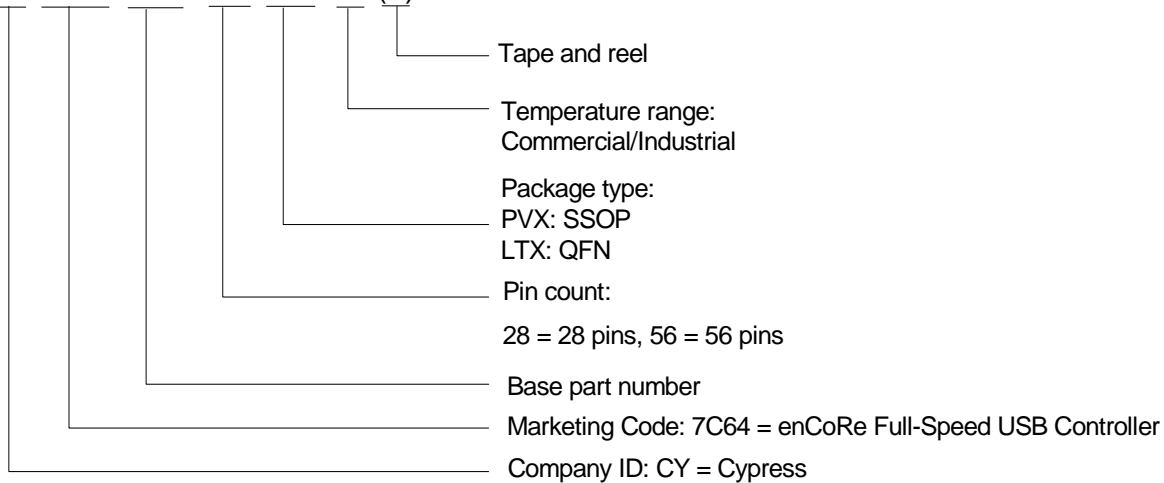 Tape and reel
Temperature range:
Commercial/Industrial
Package type:
PVX: SSOP
LTX: QFN
Pin count:
28 = 28 pins, 56 = 56 pins
Base part number
Marketing Code: 7C64 = enCoRe Full-Speed USB Controller
Company ID: CY = Cypress